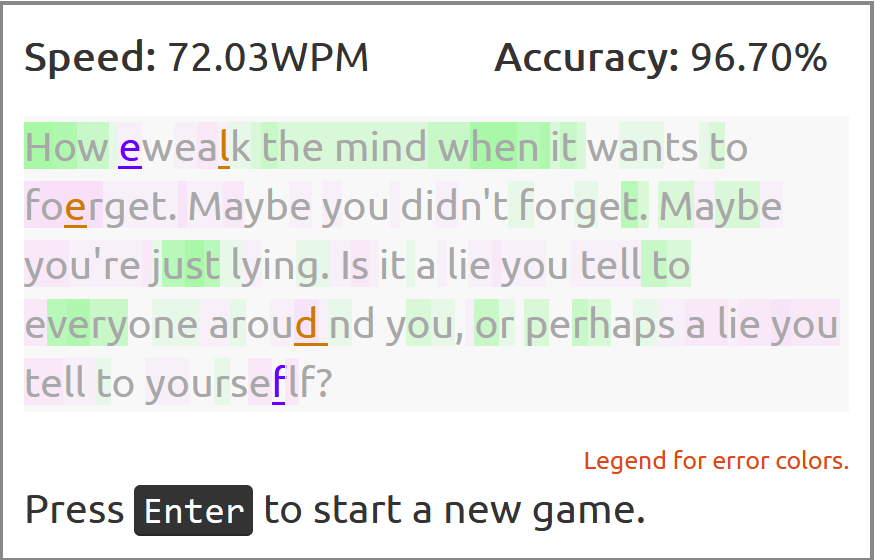 Speed: 72.03WPM Accuracy: 96.70%
How ewealk the mind when it wants to
foerget. Maybe you didn't forget. Maybe
you're just lying. Is it a lie you tell to
everyone aroud nd you, or perhaps a lie you
tell to yourseflf?
Legend for error colors.
Press Enter to start a new game.